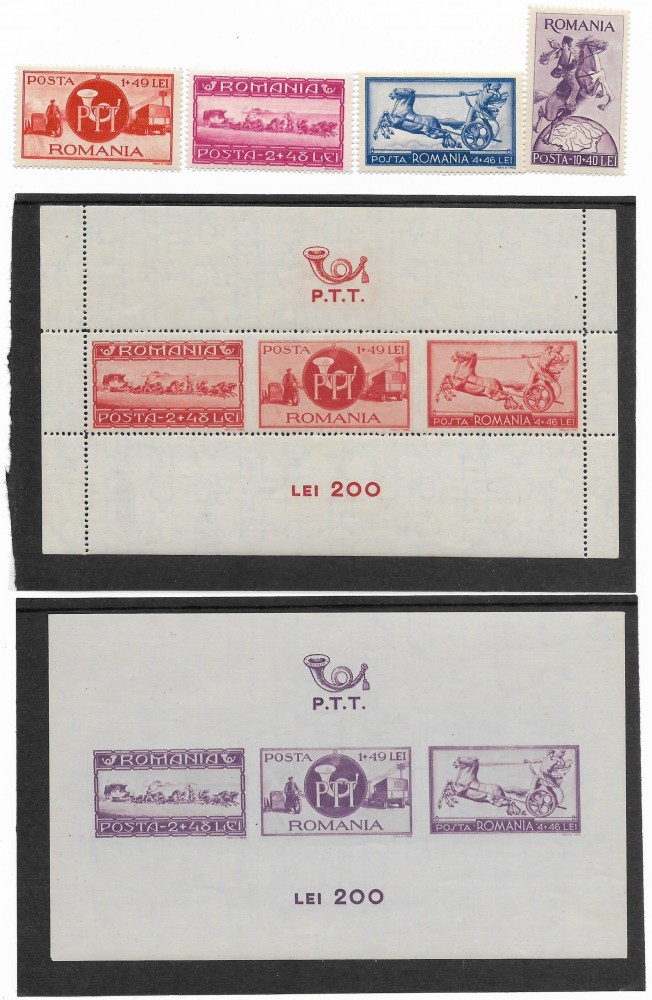 POSTA 1+49 LEI
PTT
ROMANIA
ROMANIA
POSTA-2+48 LEI
POSTA ROMANIA 4+46 LEI
ROMANIA
POSTA-10+40 LEI
P.T.T.
ROMANIA
POSTA-2+48 LEI
POSTA 1+49 LEI
PTT
ROMANIA
POSTA ROMANIA 4+46 LEI
LEI 200
P.T.T.
ROMANIA
POSTA-2+48 LEI
POSTA 1+49 LEI
PTT
ROMANIA
POSTA ROMANIA 4+46 LEI
LEI 200